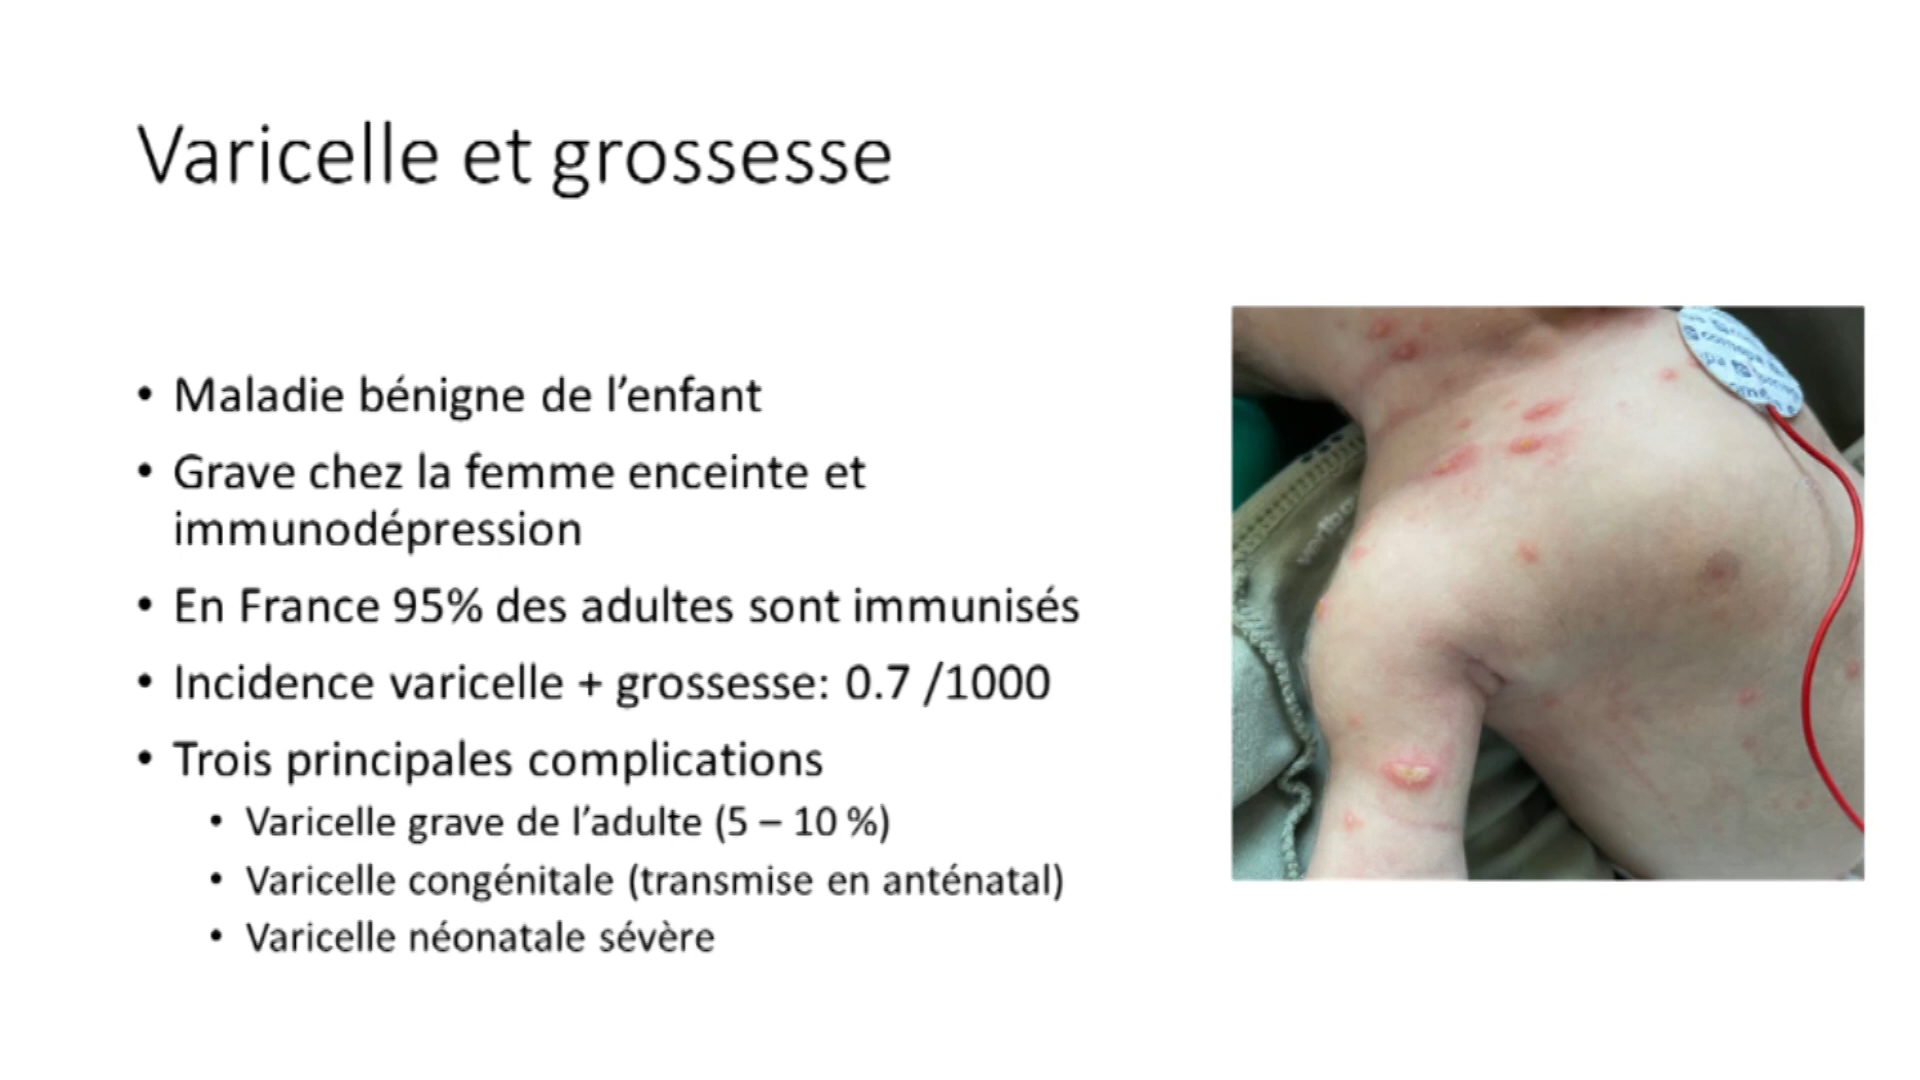 Varicelle et grossesse
• Maladie bénigne de l’enfant
• Grave chez la femme enceinte et
immunodépression
• En France 95% des adultes sont immunisés
• Incidence varicelle + grossesse: 0.7 /1000
• Trois principales complications
• Varicelle grave de l’adulte (5 – 10 %)
• Varicelle congénitale (transmise en anténatal)
• Varicelle néonatale sévère